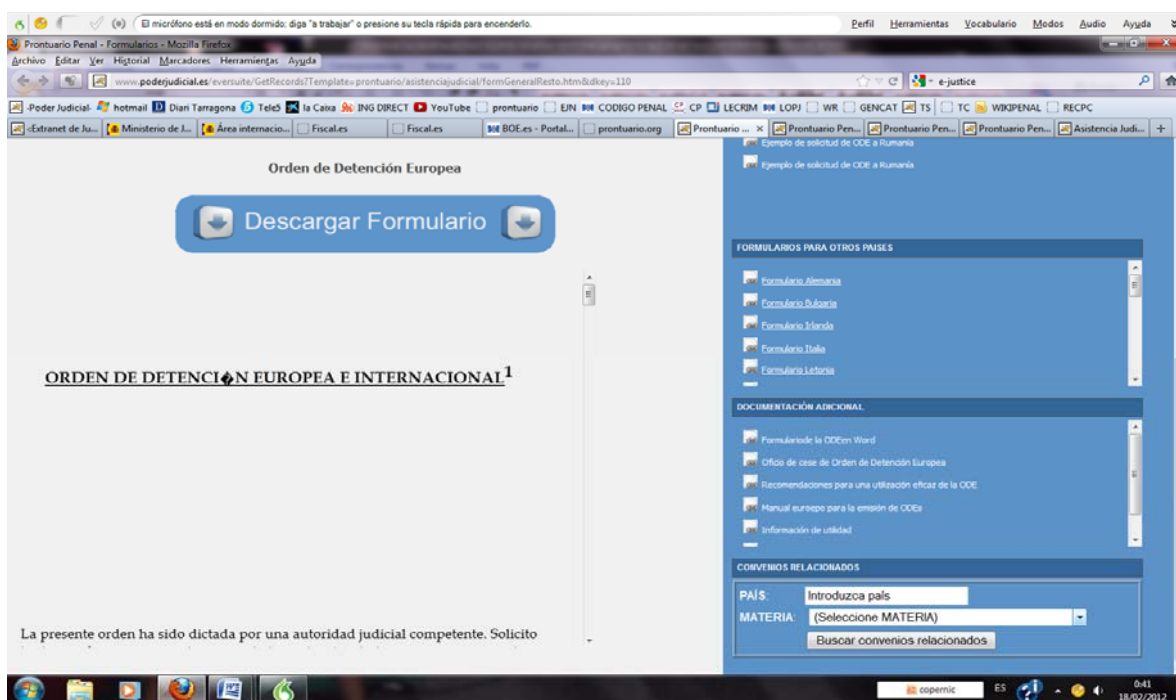 El micrófono está en modo dormido: diga "a trabajar" o presione su tecla rápida para encenderlo.
Perfil Herramientas Vocabulario Modos Audio Ayuda
Prontuario Penal - Formularios - Mozilla Firefox
Archivo Editar Ver Historial Marcadores Herramientas Ayuda
www.poderjudicial.es/eversuite/GetRecords?Template=prontuario/asistenciajudicial/formGeneralResto.htm&dkey=110
e-justice
-Poder Judicial- hotmail Diari Tarragona Tele5 la Caixa ING DIRECT YouTube prontuario EJN CODIGO PENAL CP LECRIM LOPJ WR GENCAT TS TC WIKIPENAL RECPC
<Extranet de Ju... Ministerio de J... Área internacio... Fiscal.es Fiscal.es BOE.es - Portal... prontuario.org Prontuario ... Prontuario Pen... Prontuario Pen... Prontuario Pen... Asistencia Judi...
Orden de Detención Europea
Descargar Formulario
ORDEN DE DETENCI�N EUROPEA E INTERNACIONAL1
La presente orden ha sido dictada por una autoridad judicial competente. Solicito
Ejemplo de solicitud de ODE a Rumanía
Ejemplo de solicitud de ODE a Rumanía
FORMULARIOS PARA OTROS PAISES
Formulario Alemania
Formulario Bulgaria
Formulario Irlanda
Formulario Italia
Formulario Letonia
DOCUMENTACIÓN ADICIONAL
Formulariode la ODEen Word
Oficio de cese de Orden de Detención Europea
Recomendaciones para una utilización eficaz de la ODE
Manual euroepo para la emisión de ODEs
Información de utilidad
CONVENIOS RELACIONADOS
PAÍS: Introduzca país
MATERIA: (Seleccione MATERIA)
Buscar convenios relacionados
copernic ES 0:41
18/02/2012